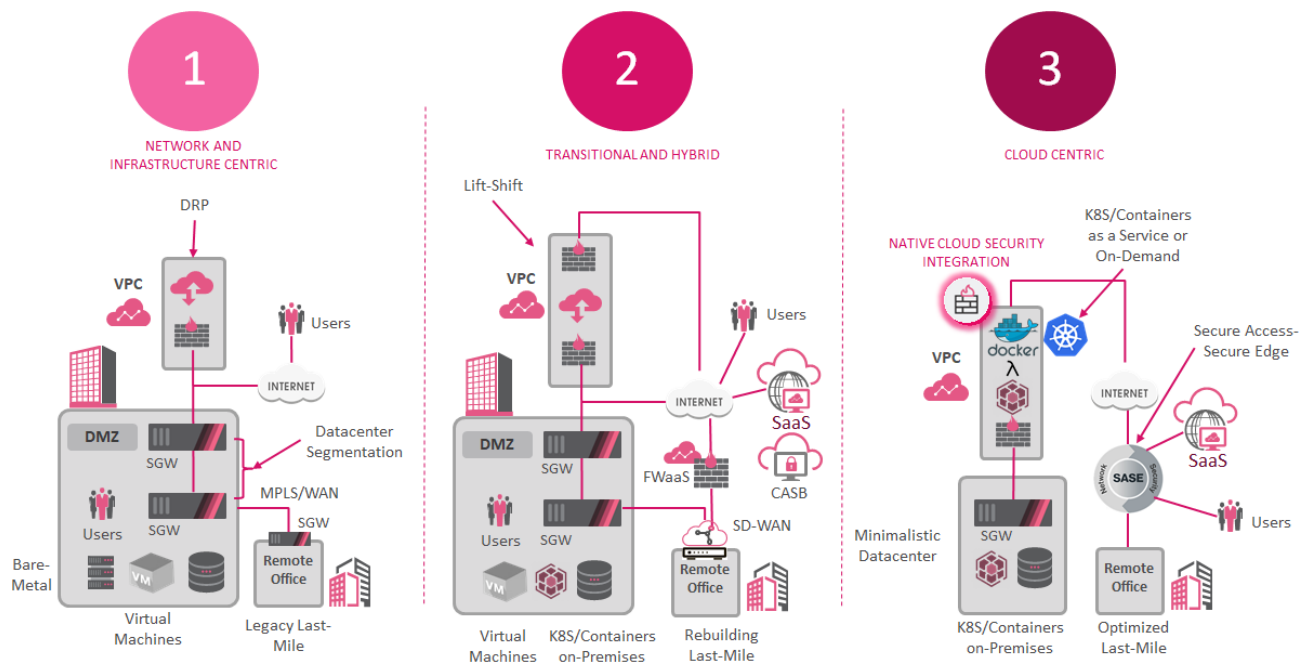 1
NETWORK AND
INFRASTRUCTURE CENTRIC
DRP
VPC
Users
INTERNET
DMZ
SGW
Datacenter
Segmentation
Users
SGW
MPLS/WAN
SGW
Remote
Office
Bare-
Metal
VM
Virtual
Machines
Legacy Last-
Mile
2
TRANSITIONAL AND HYBRID
Lift-Shift
VPC
Users
INTERNET
SaaS
DMZ
SGW
FWaaS
CASB
Users
SGW
SD-WAN
Remote
Office
VM
Virtual
Machines
K8S/Containers
on-Premises
Rebuilding
Last-Mile
3
CLOUD CENTRIC
NATIVE CLOUD SECURITY
INTEGRATION
K8S/Containers
as a Service or
On-Demand
docker
λ
VPC
Secure Access-
Secure Edge
INTERNET
SaaS
Network
SASE
Security
Users
SGW
Minimalistic
Datacenter
Remote
Office
K8S/Containers
on-Premises
Optimized
Last-Mile